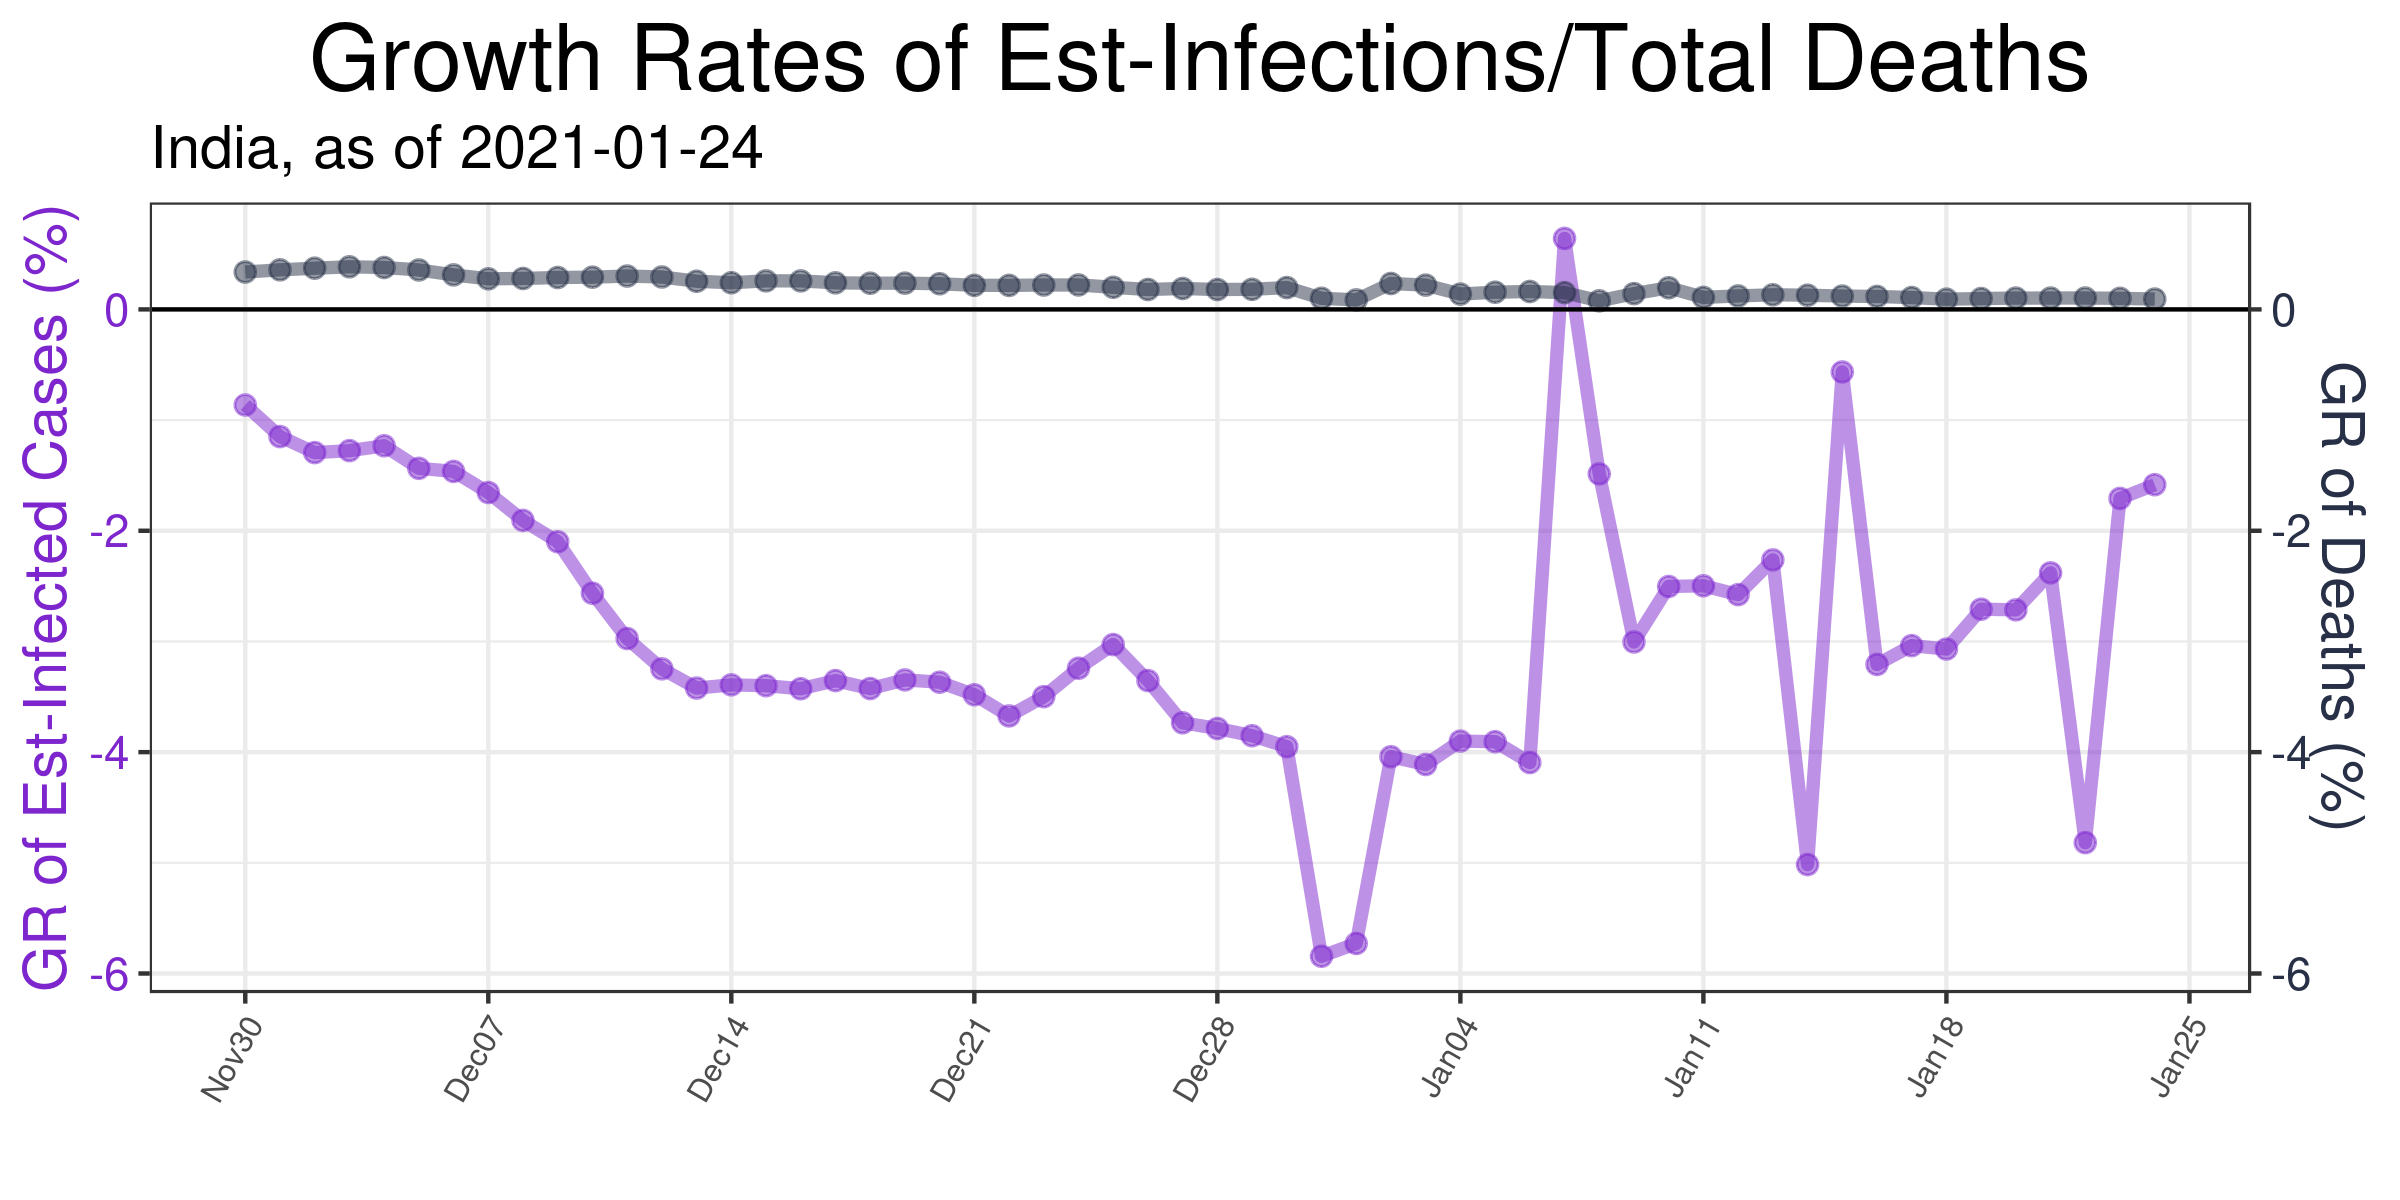 Growth Rates of Est-Infections/Total Deaths
India, as of 2021-01-24
GR of Est-Infected Cases (%)
0
-2
-4
-6
0
-2
-4
-6
GR of Deaths (%)
Nov30
Dec07
Dec14
Dec21
Dec28
Jan04
Jan11
Jan18
Jan25